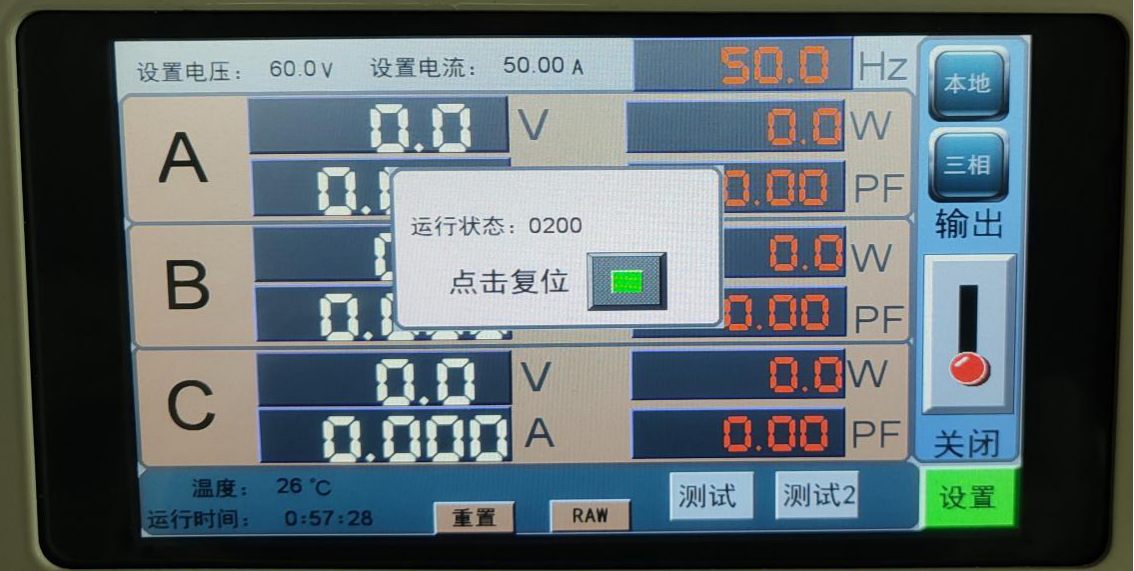 设置电压: 60.0V 设置电流: 50.00 A 50.0 Hz
本地
A 0.0 V 0.0 W
0. 0.00 PF
三相
输出
运行状态: 0200
点击复位
B 0.0 W
0. 0.00 PF
C 0.0 V 0.0 W
0.000 A 0.00 PF
关闭
温度: 26 ℃
运行时间: 0:57:28
重置 RAW 测试 测试2 设置